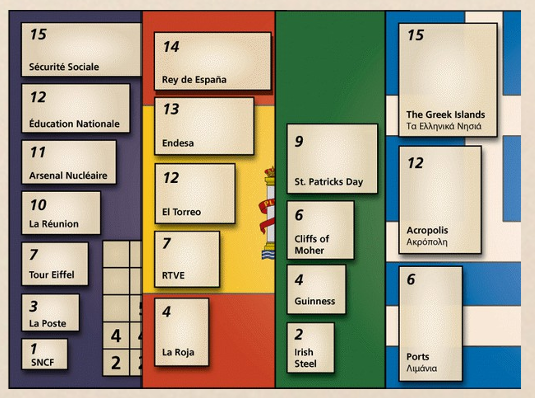 15
Sécurité Sociale
12
Éducation Nationale
11
Arsenal Nucléaire
10
La Réunion
7
Tour Eiffel
3
La Poste
1
SNCF
4
2
14
Rey de España
13
Endesa
12
El Torreo
7
RTVE
4
La Roja
9
St. Patricks Day
6
Cliffs of
Moher
4
Guinness
2
Irish
Steel
15
The Greek Islands
Τα Ελληνικά Νησιά
12
Acropolis
Ακρόπολη
6
Ports
Λιμάνια